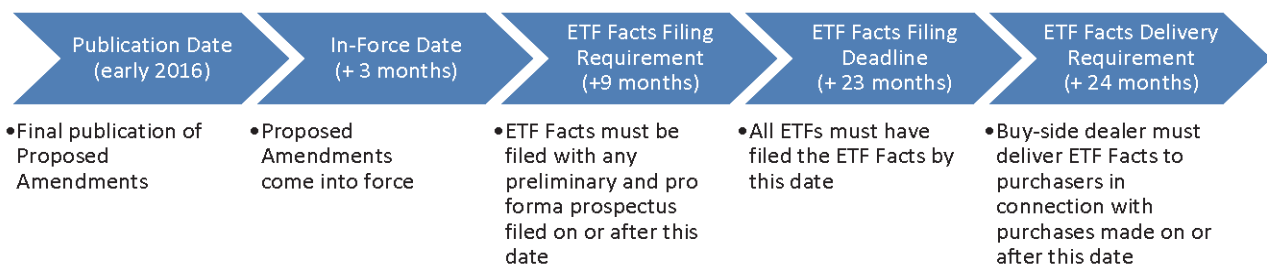 Publication Date
(early 2016)
In-Force Date
(+ 3 months)
ETF Facts Filing
Requirement
(+9 months)
ETF Facts Filing
Deadline
(+ 23 months)
ETF Facts Delivery
Requirement
(+ 24 months)
•Final publication of
Proposed
Amendments
•Proposed
Amendments
come into force
•ETF Facts must be
filed with any
preliminary and pro
forma prospectus
filed on or after this
date
•All ETFs must have
filed the ETF Facts by
this date
•Buy-side dealer must
deliver ETF Facts to
purchasers in
connection with
purchases made on or
after this date